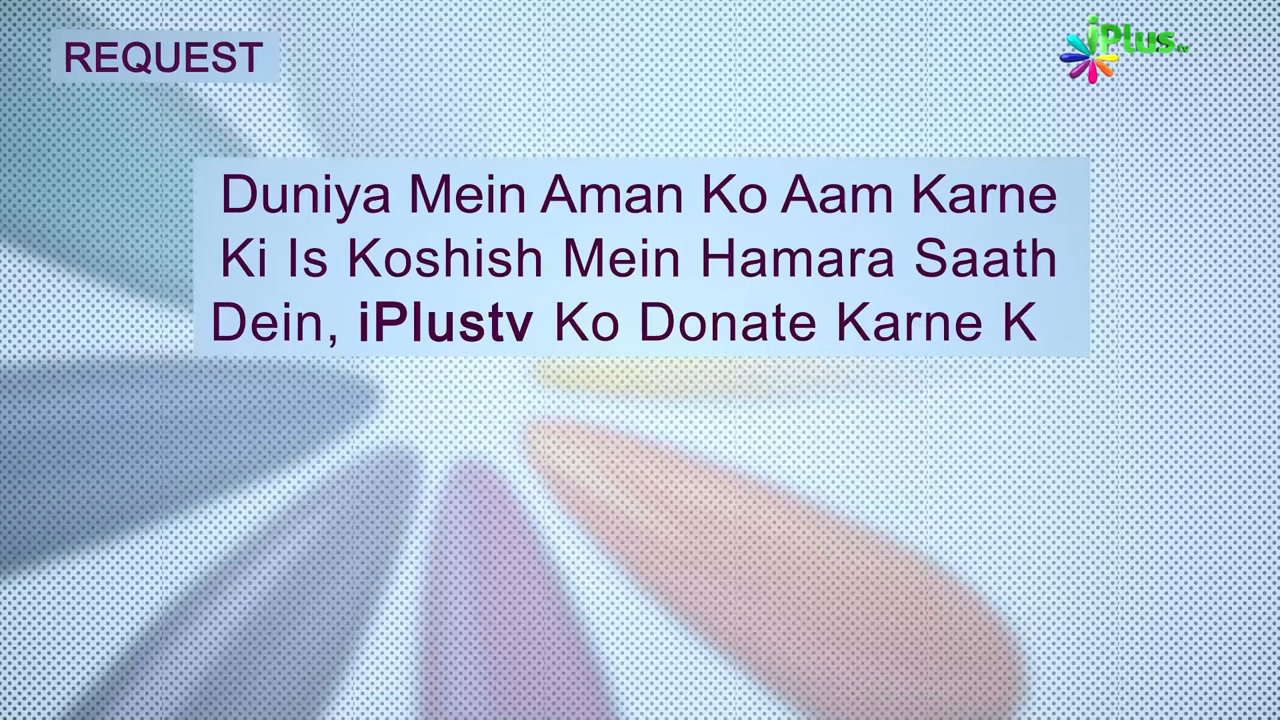 REQUEST
iPlus tv
Duniya Mein Aman Ko Aam Karne
Ki Is Koshish Mein Hamara Saath
Dein, iPlustv Ko Donate Karne K